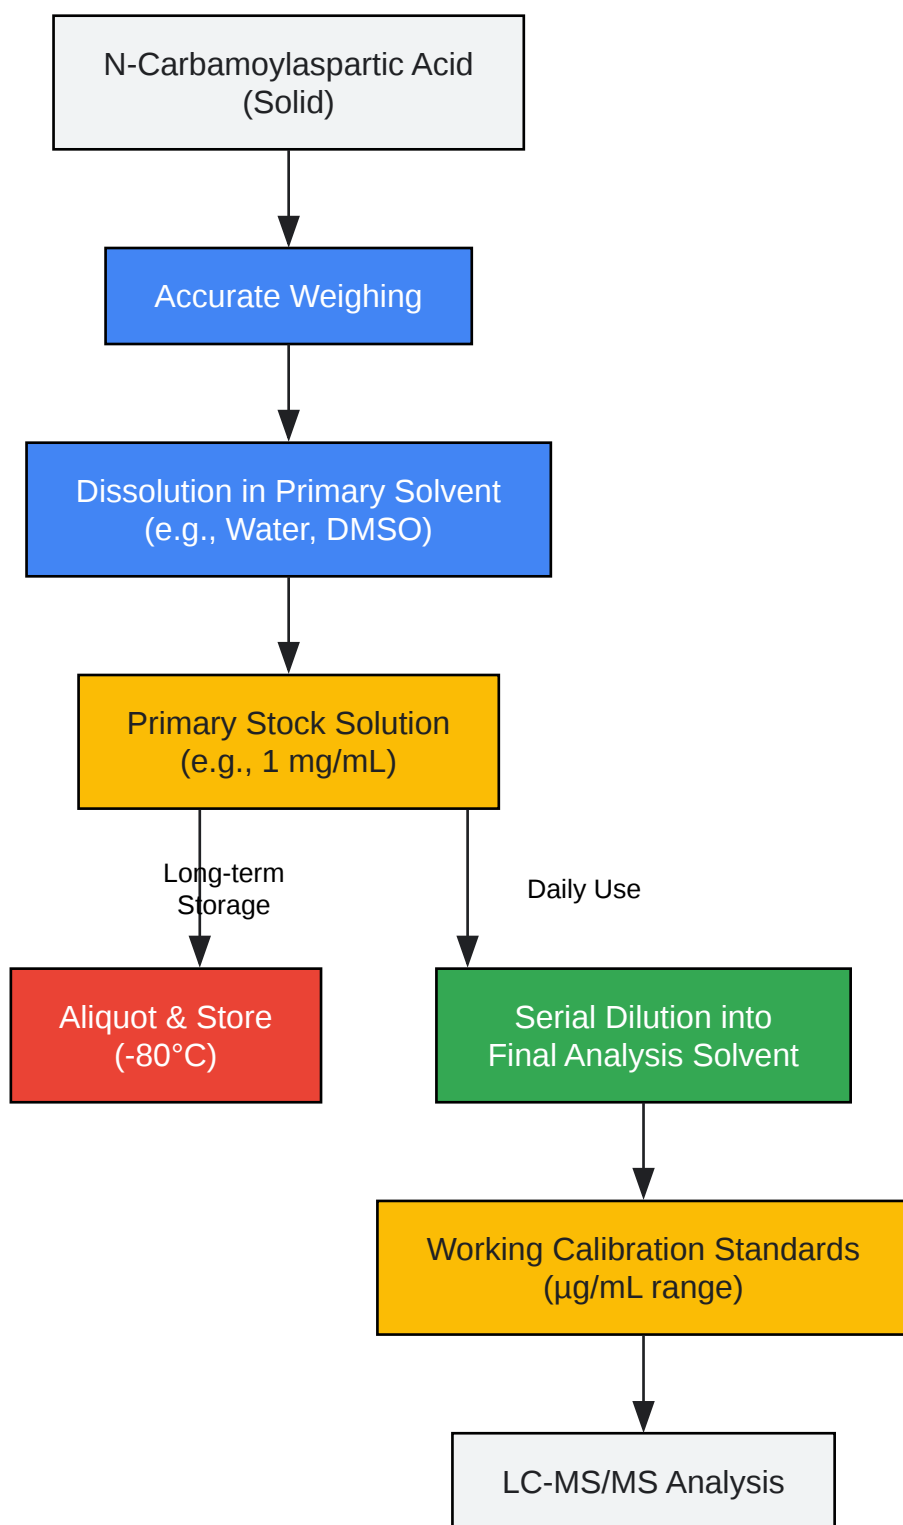 N-Carbamoylaspartic Acid
(Solid)
Accurate Weighing
Dissolution in Primary Solvent
(e.g., Water, DMSO)
Primary Stock Solution
(e.g., 1 mg/mL)
Long-term
Storage
Daily Use
Aliquot & Store
(-80°C)
Serial Dilution into
Final Analysis Solvent
Working Calibration Standards
(µg/mL range)
LC-MS/MS Analysis